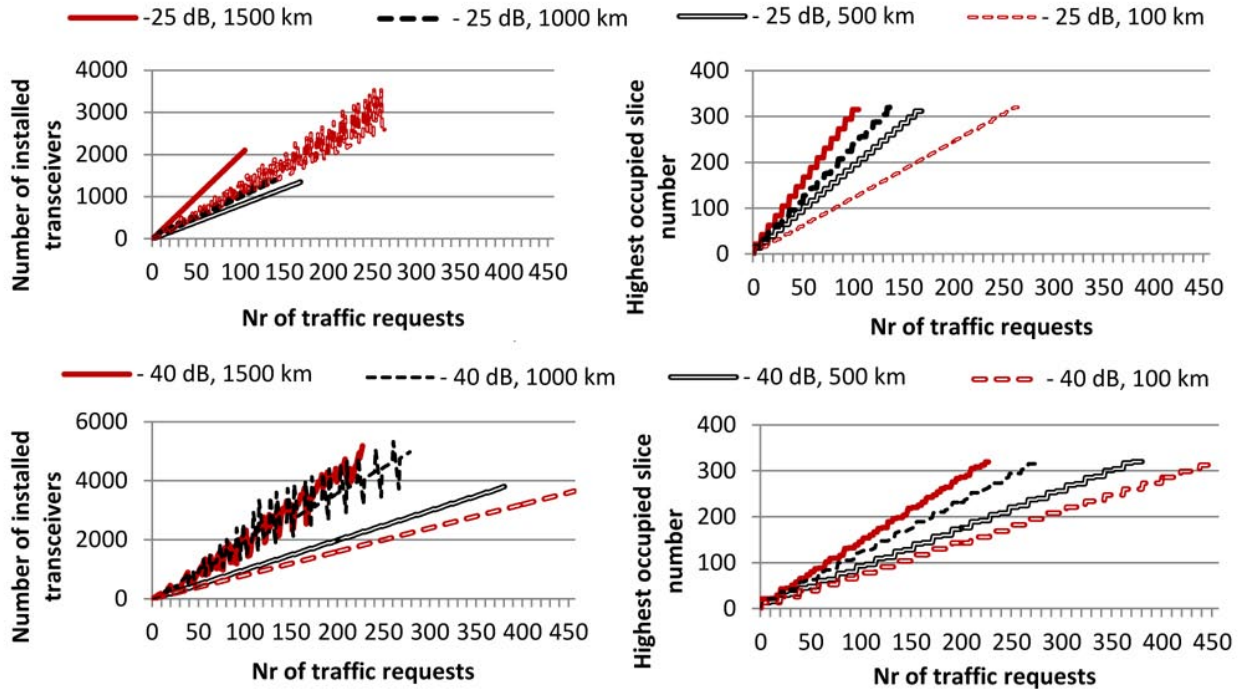 -25 dB, 1500 km - 25 dB, 1000 km - 25 dB, 500 km - 25 dB, 100 km
Number of installed
transceivers
4000
3000
2000
1000
0
0 50 100 150 200 250 300 350 400 450
Nr of traffic requests
Highest occupied slice
number
400
300
200
100
0
0 50 100 150 200 250 300 350 400 450
Nr of traffic requests
- 40 dB, 1500 km - 40 dB, 1000 km - 40 dB, 500 km - 40 dB, 100 km
Number of installed
transceivers
6000
4000
2000
0
0 50 100 150 200 250 300 350 400 450
Nr of traffic requests
Highest occupied slice
number
400
300
200
100
0
0 50 100 150 200 250 300 350 400 450
Nr of traffic requests